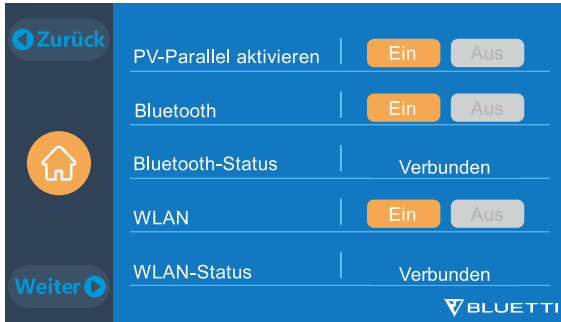 Zurück
PV-Parallel aktivieren Ein Aus
Bluetooth Ein Aus
Bluetooth-Status Verbunden
WLAN Ein Aus
WLAN-Status Verbunden
Weiter
BLUETTI